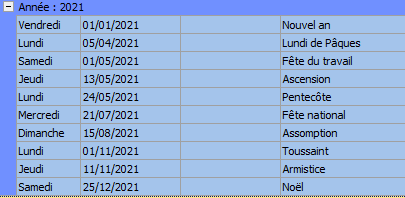 Année : 2021
Vendredi 01/01/2021 Nouvel an
Lundi 05/04/2021 Lundi de Pâques
Samedi 01/05/2021 Fête du travail
Jeudi 13/05/2021 Ascension
Lundi 24/05/2021 Pentecôte
Mercredi 21/07/2021 Fête national
Dimanche 15/08/2021 Assomption
Lundi 01/11/2021 Toussaint
Jeudi 11/11/2021 Armistice
Samedi 25/12/2021 Noël